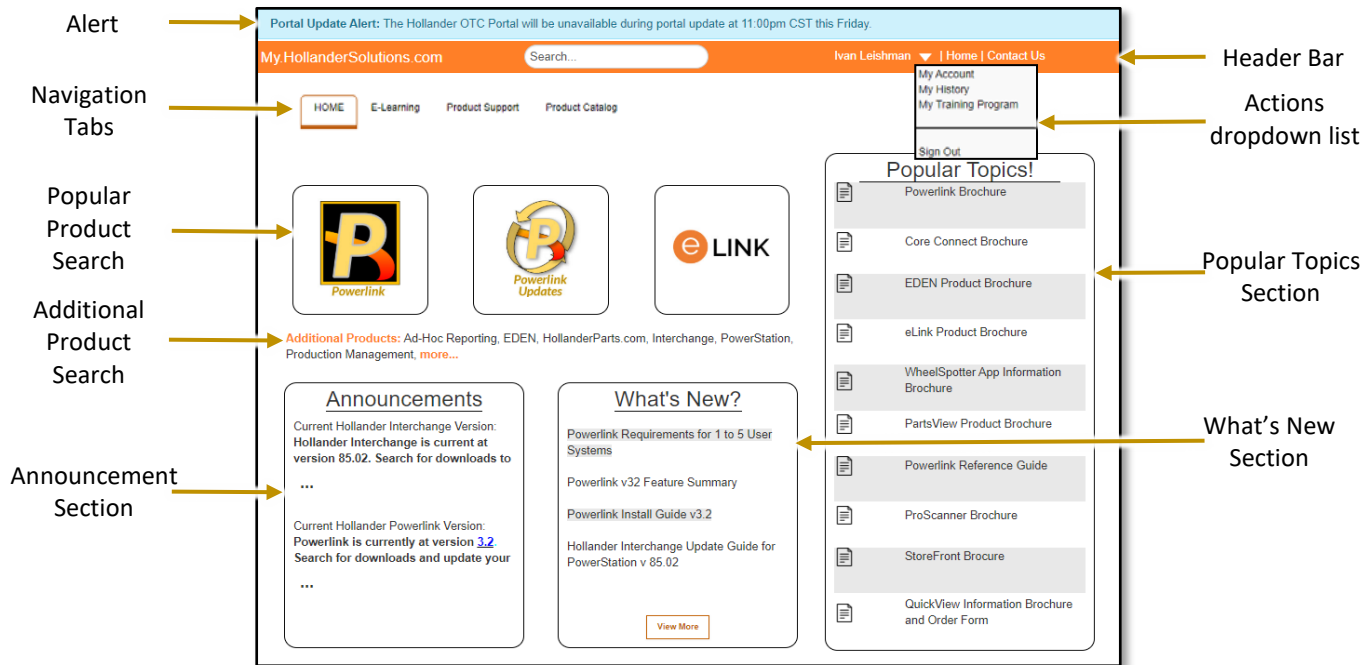 Alert
Portal Update Alert: The Hollander OTC Portal will be unavailable during portal update at 11:00pm CST this Friday.
My.HollanderSolutions.com
Search...
Ivan Leishman | Home | Contact Us
Header Bar
My Account
My History
My Training Program
Sign Out
Actions
dropdown list
Navigation
Tabs
HOME
E-Learning
Product Support
Product Catalog
Popular
Product
Search
Powerlink
Powerlink
Updates
e LINK
Additional
Product
Search
Additional Products: Ad-Hoc Reporting, EDEN, HollanderParts.com, Interchange, PowerStation,
Production Management, more...
Popular Topics!
Powerlink Brochure
Core Connect Brochure
EDEN Product Brochure
eLink Product Brochure
WheelSpotter App Information
Brochure
PartsView Product Brochure
Powerlink Reference Guide
ProScanner Brochure
StoreFront Brocure
QuickView Information Brochure
and Order Form
Popular Topics
Section
Announcement
Section
Announcements
Current Hollander Interchange Version:
Hollander Interchange is current at
version 85.02. Search for downloads to
...
Current Hollander Powerlink Version:
Powerlink is currently at version 3.2.
Search for downloads and update your
...
What's New?
Powerlink Requirements for 1 to 5 User
Systems
Powerlink v32 Feature Summary
Powerlink Install Guide v3.2
Hollander Interchange Update Guide for
PowerStation v 85.02
View More
What's New
Section